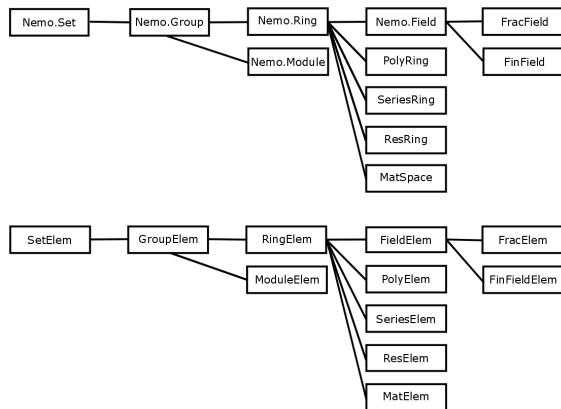 Nemo.Set
Nemo.Group
Nemo.Ring
Nemo.Field
FracField
Nemo.Module
PolyRing
FinField
SeriesRing
ResRing
MatSpace
SetElem
GroupElem
RingElem
FieldElem
FracElem
ModuleElem
PolyElem
FinFieldElem
SeriesElem
ResElem
MatElem